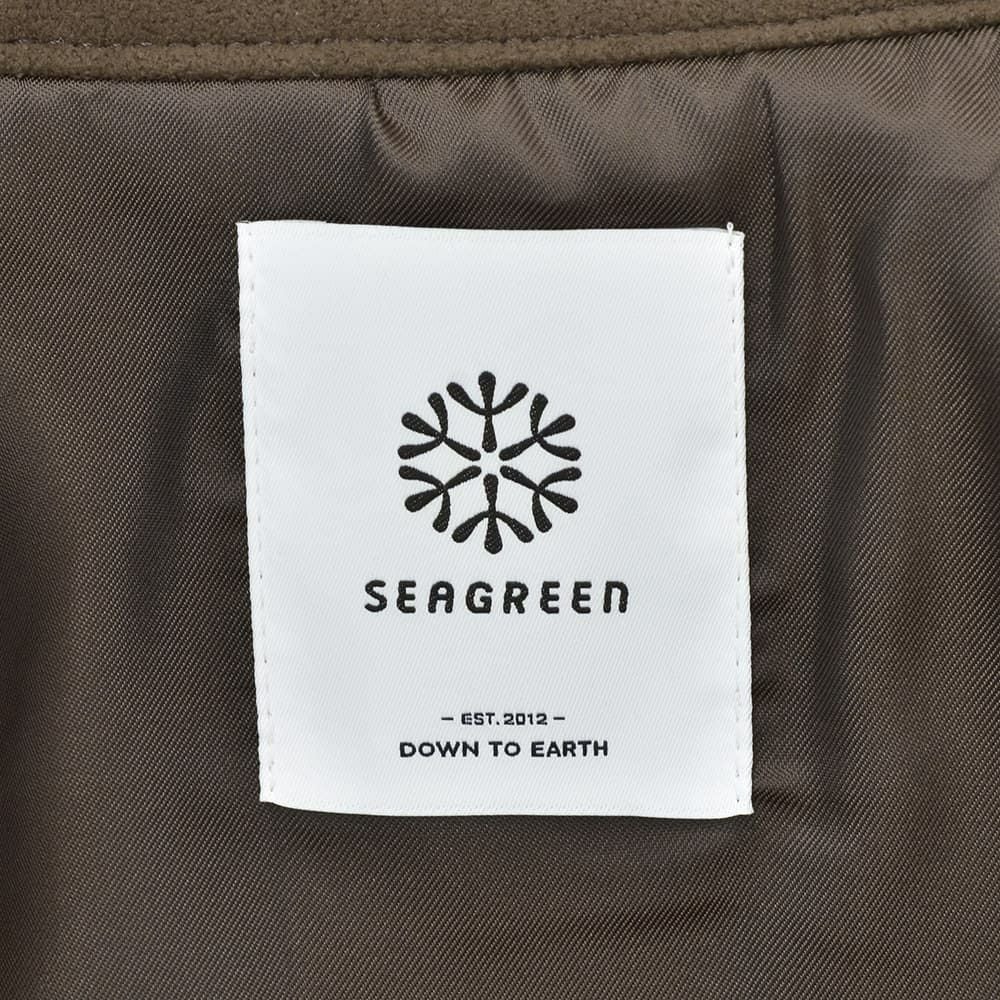 SEAGREEN
– EST. 2012 –
DOWN TO EARTH